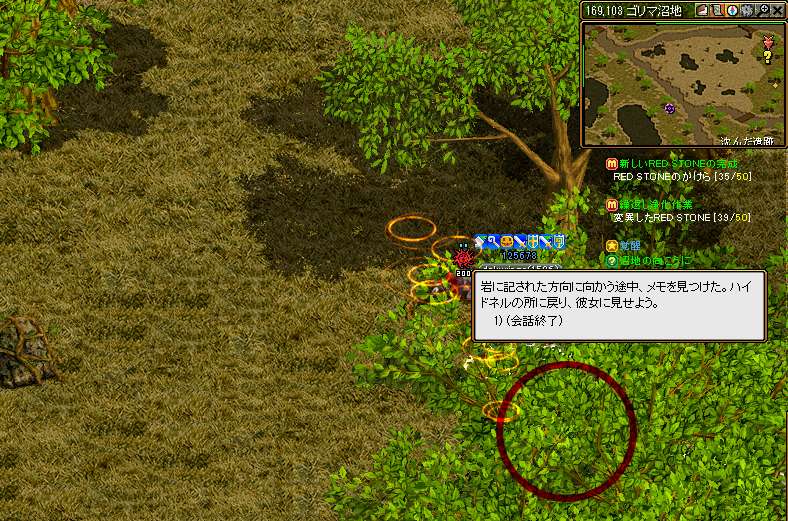 169,108 ゴリマ沼地
沈んだ遺跡
新しいRED STONEの完成
RED STONEのかけら [35/50]
繰返し浄化作業
変異したRED STONE [39/50]
覚醒
沼地の向こうに
125678
200
岩に記された方向に向かう途中、メモを見つけた。ハイ
ドネルの所に戻り、彼女に見せよう。
1) (会話終了)